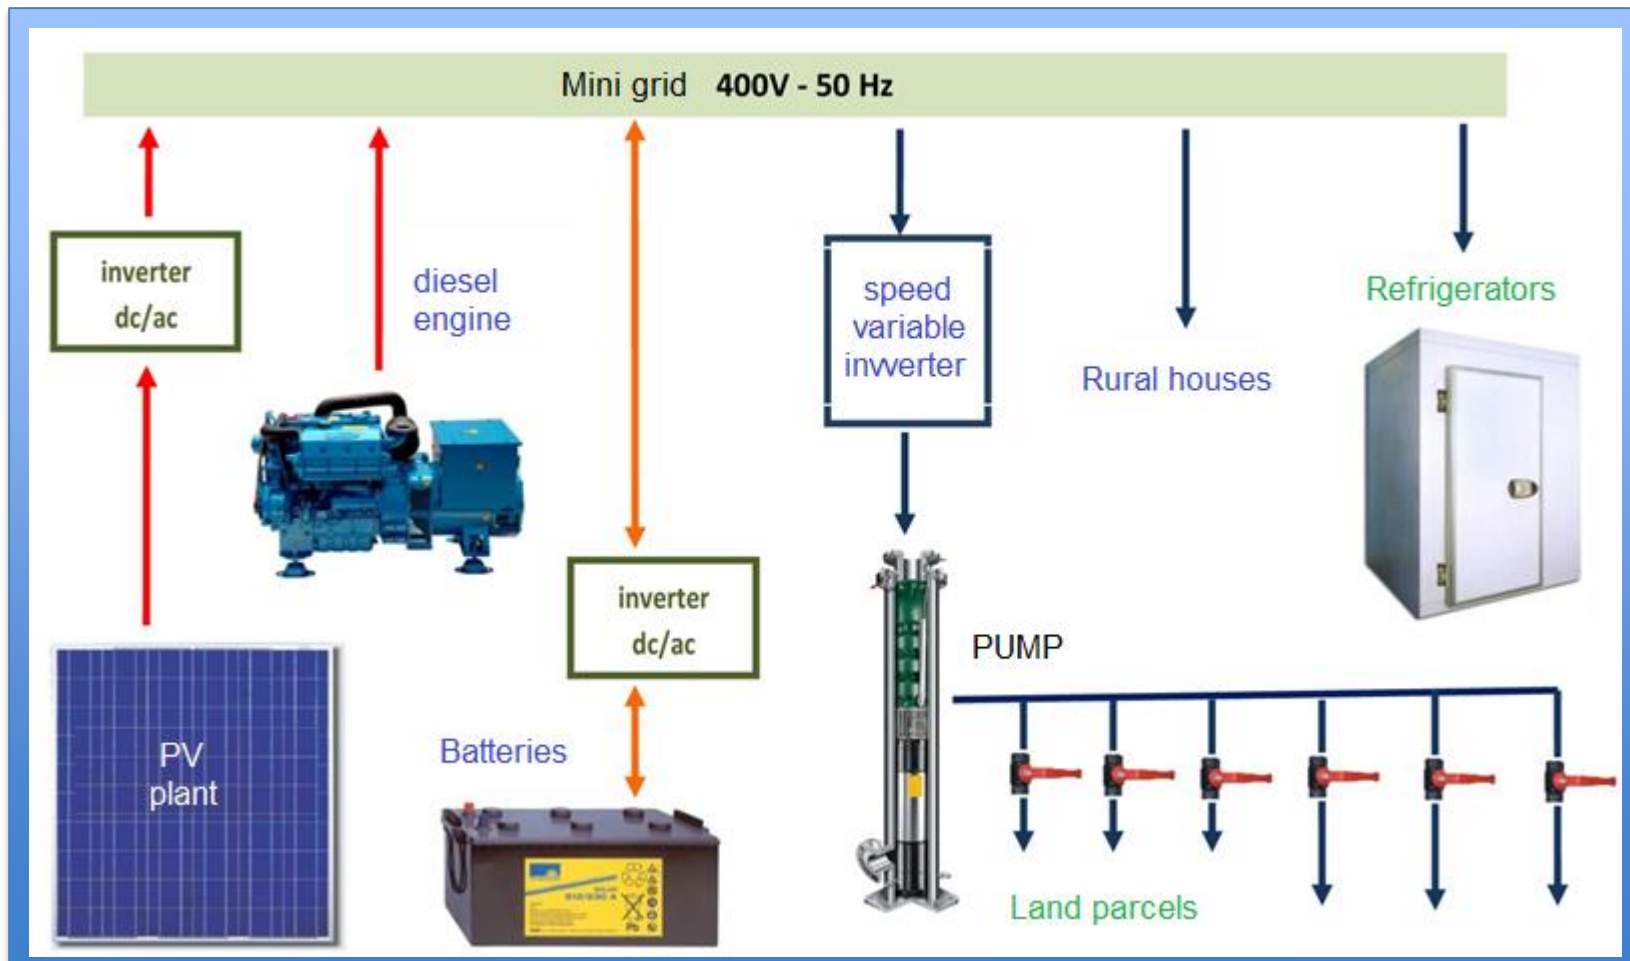 Mini grid 400V - 50 Hz
inverter
dc/ac
diesel
engine
speed
variable
invverter
Rural houses
Refrigerators
inverter
dc/ac
PUMP
PV
plant
Batteries
Land parcels